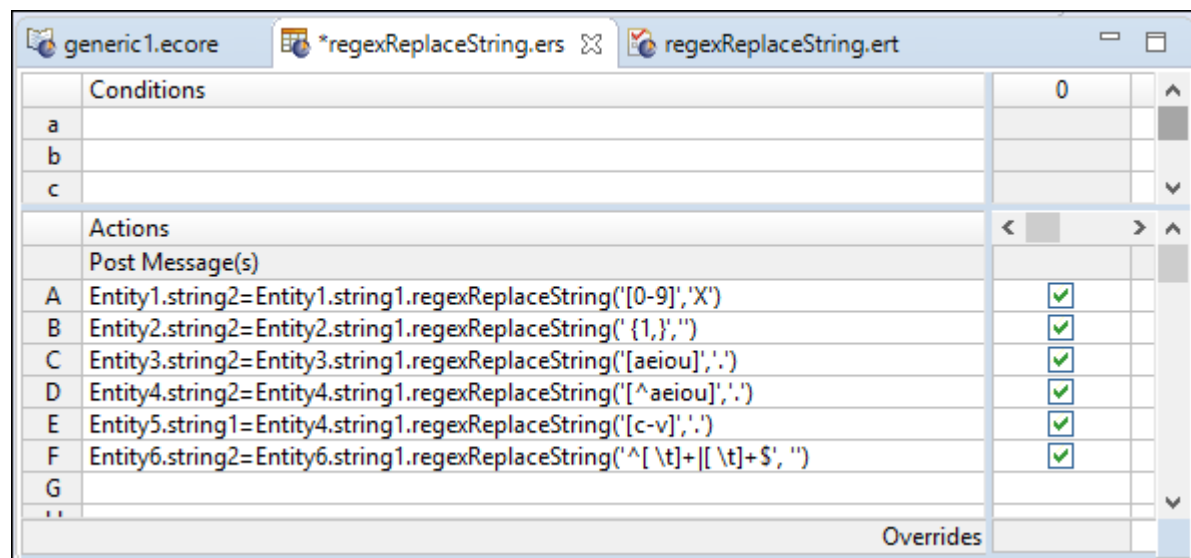 generic1.ecore *regexReplaceString.ers regexReplaceString.ert
Conditions 0
a
b
c
Actions
Post Message(s)
A Entity1.string2=Entity1.string1.regexReplaceString('[0-9]','X')
B Entity2.string2=Entity2.string1.regexReplaceString(' {1,}','')
C Entity3.string2=Entity3.string1.regexReplaceString('[aeiou]','.')
D Entity4.string2=Entity4.string1.regexReplaceString('[^aeiou]','.')
E Entity5.string1=Entity4.string1.regexReplaceString('[c-v]','.')
F Entity6.string2=Entity6.string1.regexReplaceString('^[ \t]+|[ \t]+$', '')
G
Overrides